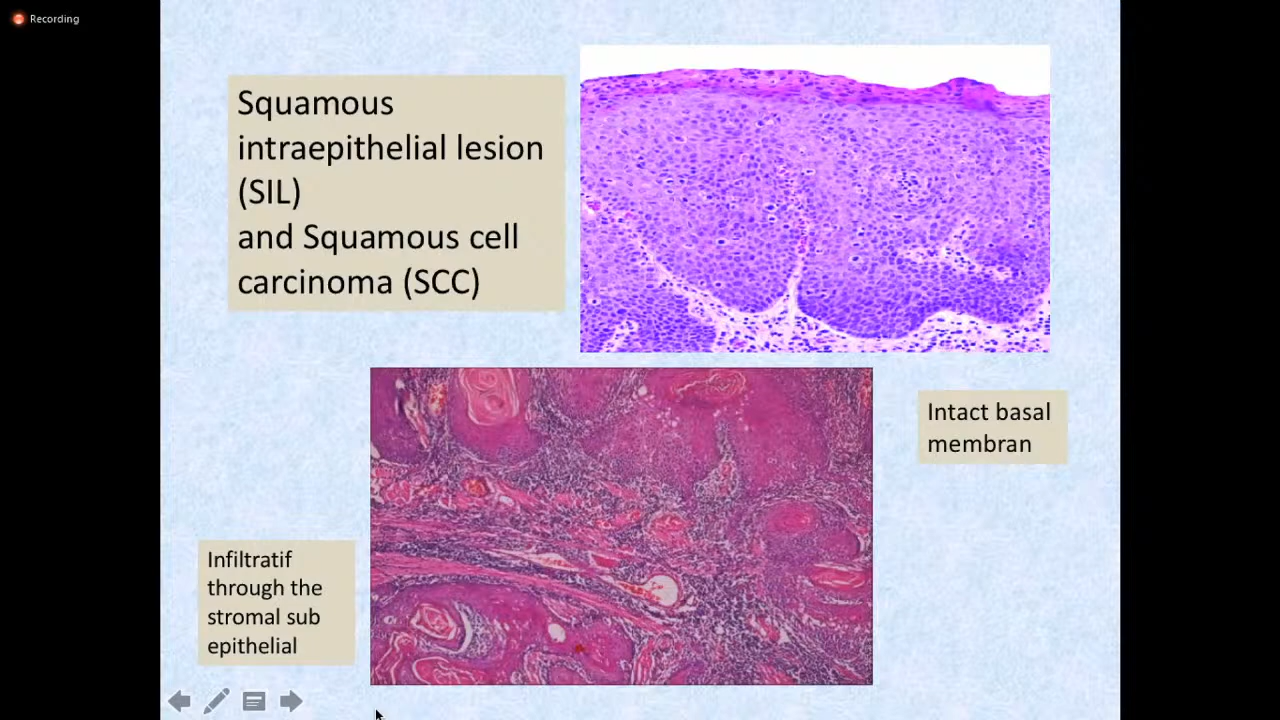 Recording
Squamous
intraepithelial lesion
(SIL)
and Squamous cell
carcinoma (SCC)
Intact basal
membran
Infiltratif
through the
stromal sub
epithelial